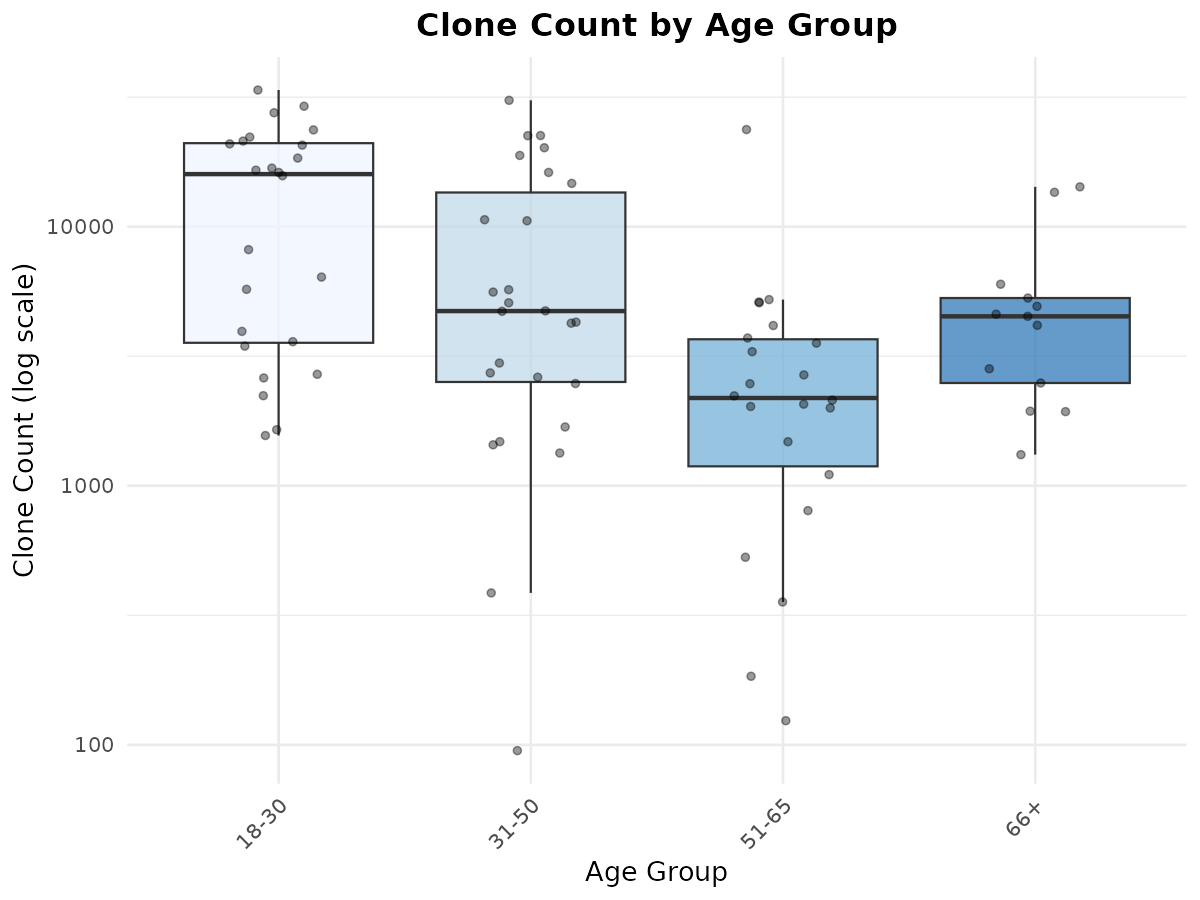 Clone Count by Age Group
Clone Count (log scale)
10000
1000
100
18-30
31-50
51-65
66+
Age Group